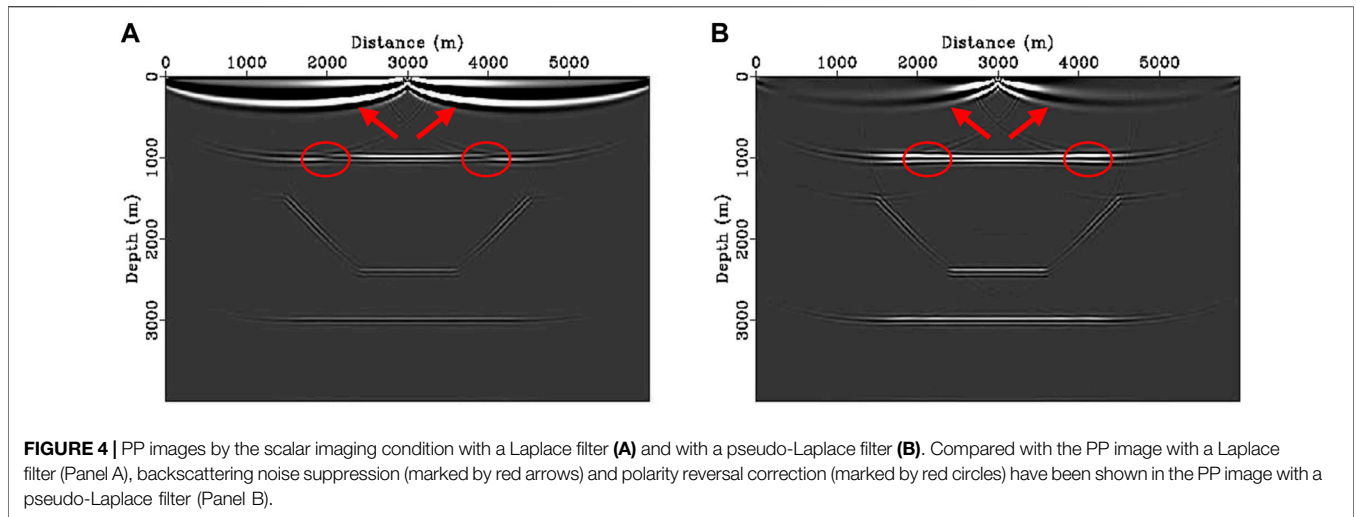 A
Distance (m)
0 1000 2000 3000 4000 5000
Depth (m)
0
1000
2000
3000
B
Distance (m)
0 1000 2000 3000 4000 5000
Depth (m)
0
1000
2000
3000
FIGURE 4 | PP images by the scalar imaging condition with a Laplace filter (A) and with a pseudo-Laplace filter (B). Compared with the PP image with a Laplace
filter (Panel A), backscattering noise suppression (marked by red arrows) and polarity reversal correction (marked by red circles) have been shown in the PP image with a
pseudo-Laplace filter (Panel B).